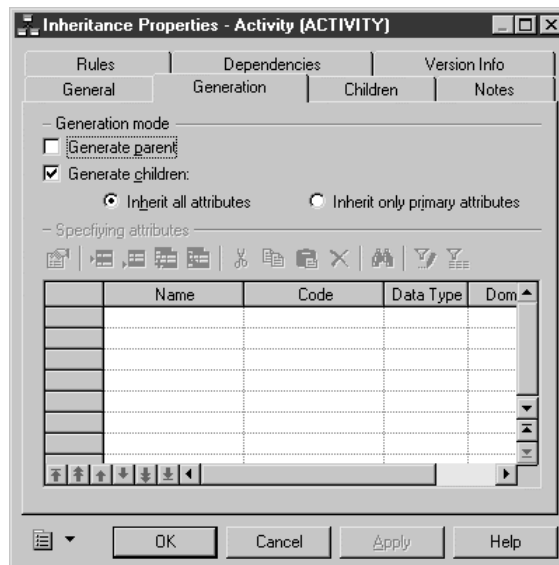 Inheritance Properties - Activity (ACTIVITY)
Rules Dependencies Version Info
General Generation Children Notes
Generation mode
Generate parent
Generate children:
Inherit all attributes Inherit only primary attributes
Specfiying attributes
Name Code Data Type Dom
OK Cancel Apply Help